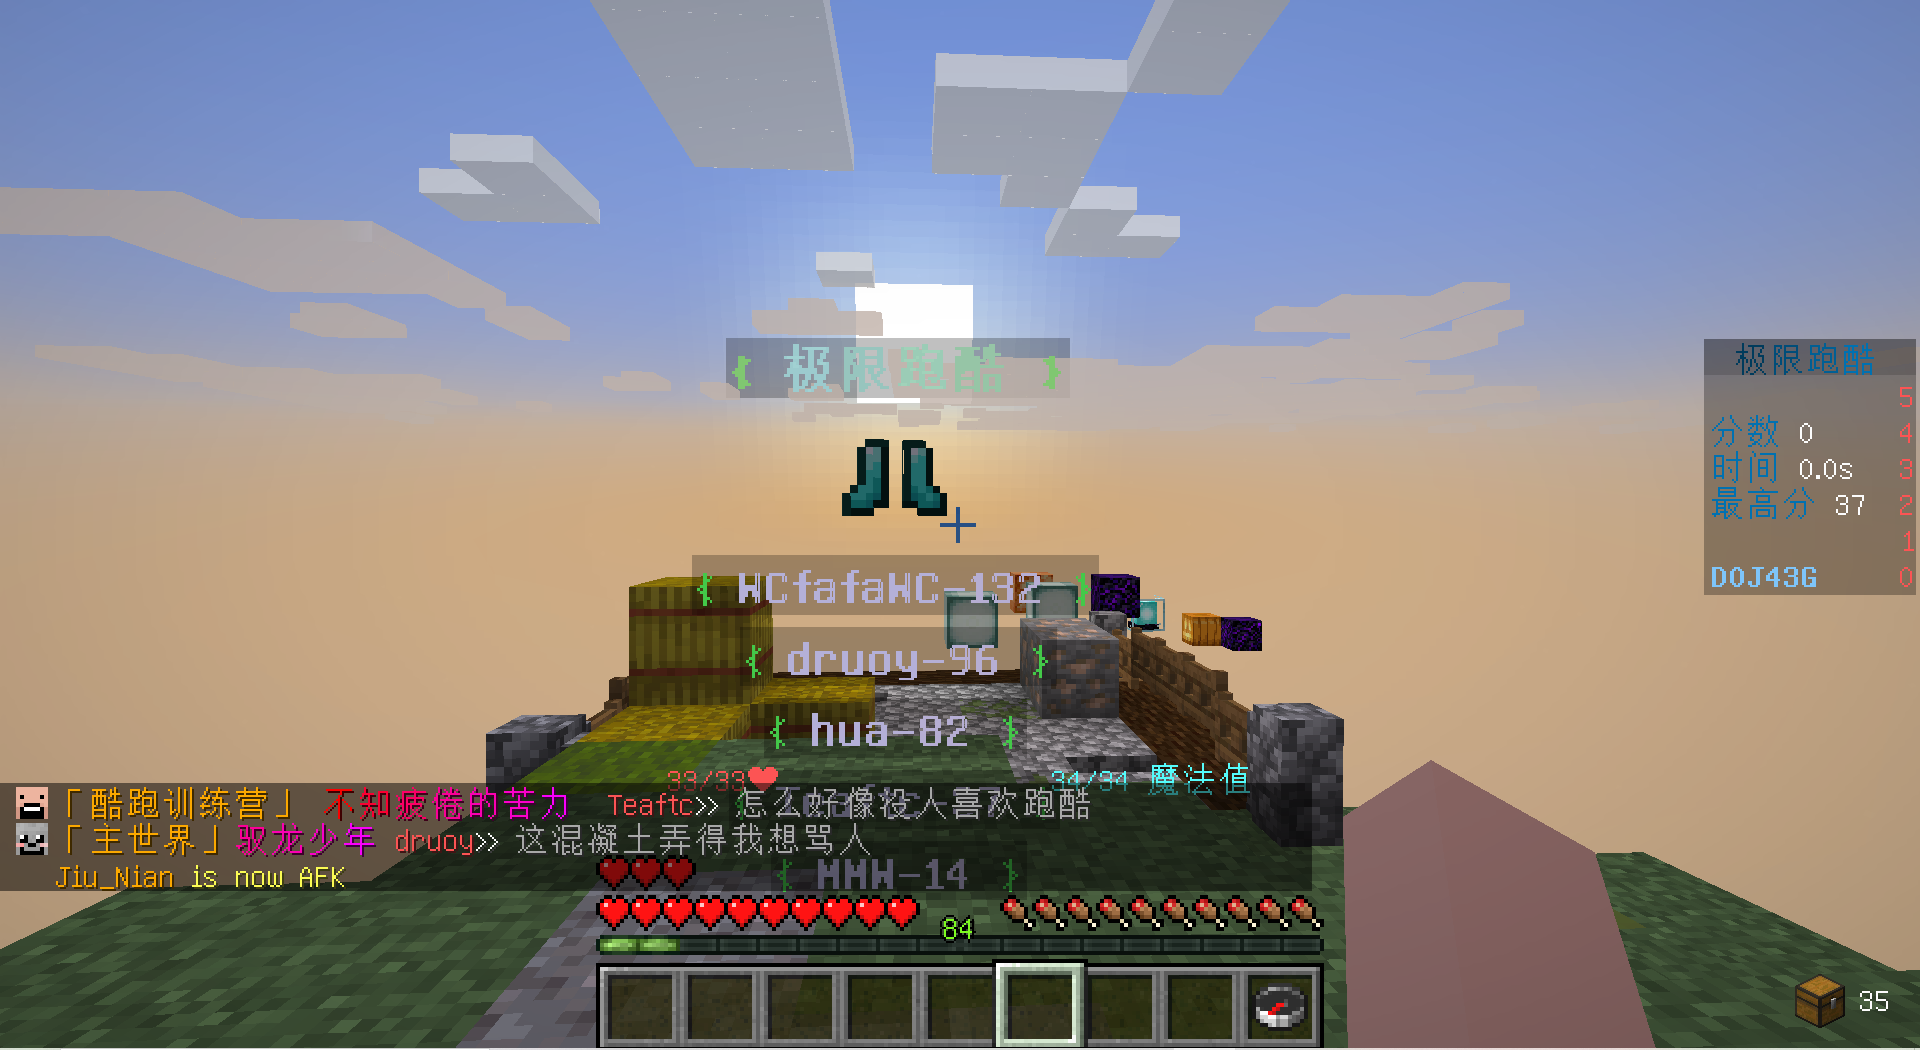 极限跑酷
WCfafaWC-132
druoy-96
hua-82
MMW-14
极限跑酷
5
分数 0 4
时间 0.0s 3
最高分 37 2
1
DOJ43G 0
33/33
34/34 魔法值
「酷跑训练营」 不知疲倦的苦力 Teaftc>> 怎么好像没人喜欢跑酷
「主世界」驭龙少年 druoy>> 这混凝土弄得我想骂人
Jiu_Nian is now AFK
84
35